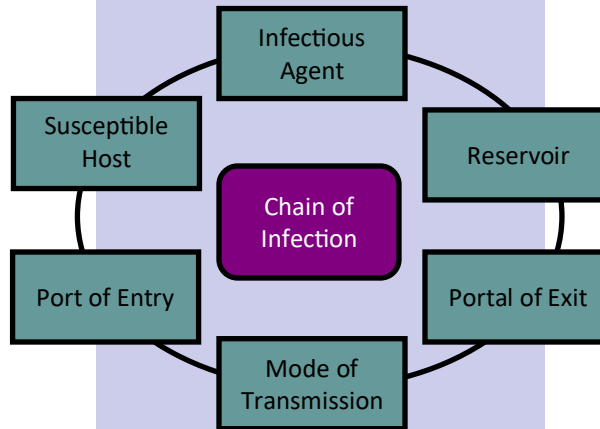 Infectious
Agent
Susceptible
Host
Reservoir
Chain of
Infection
Port of Entry
Portal of Exit
Mode of
Transmission